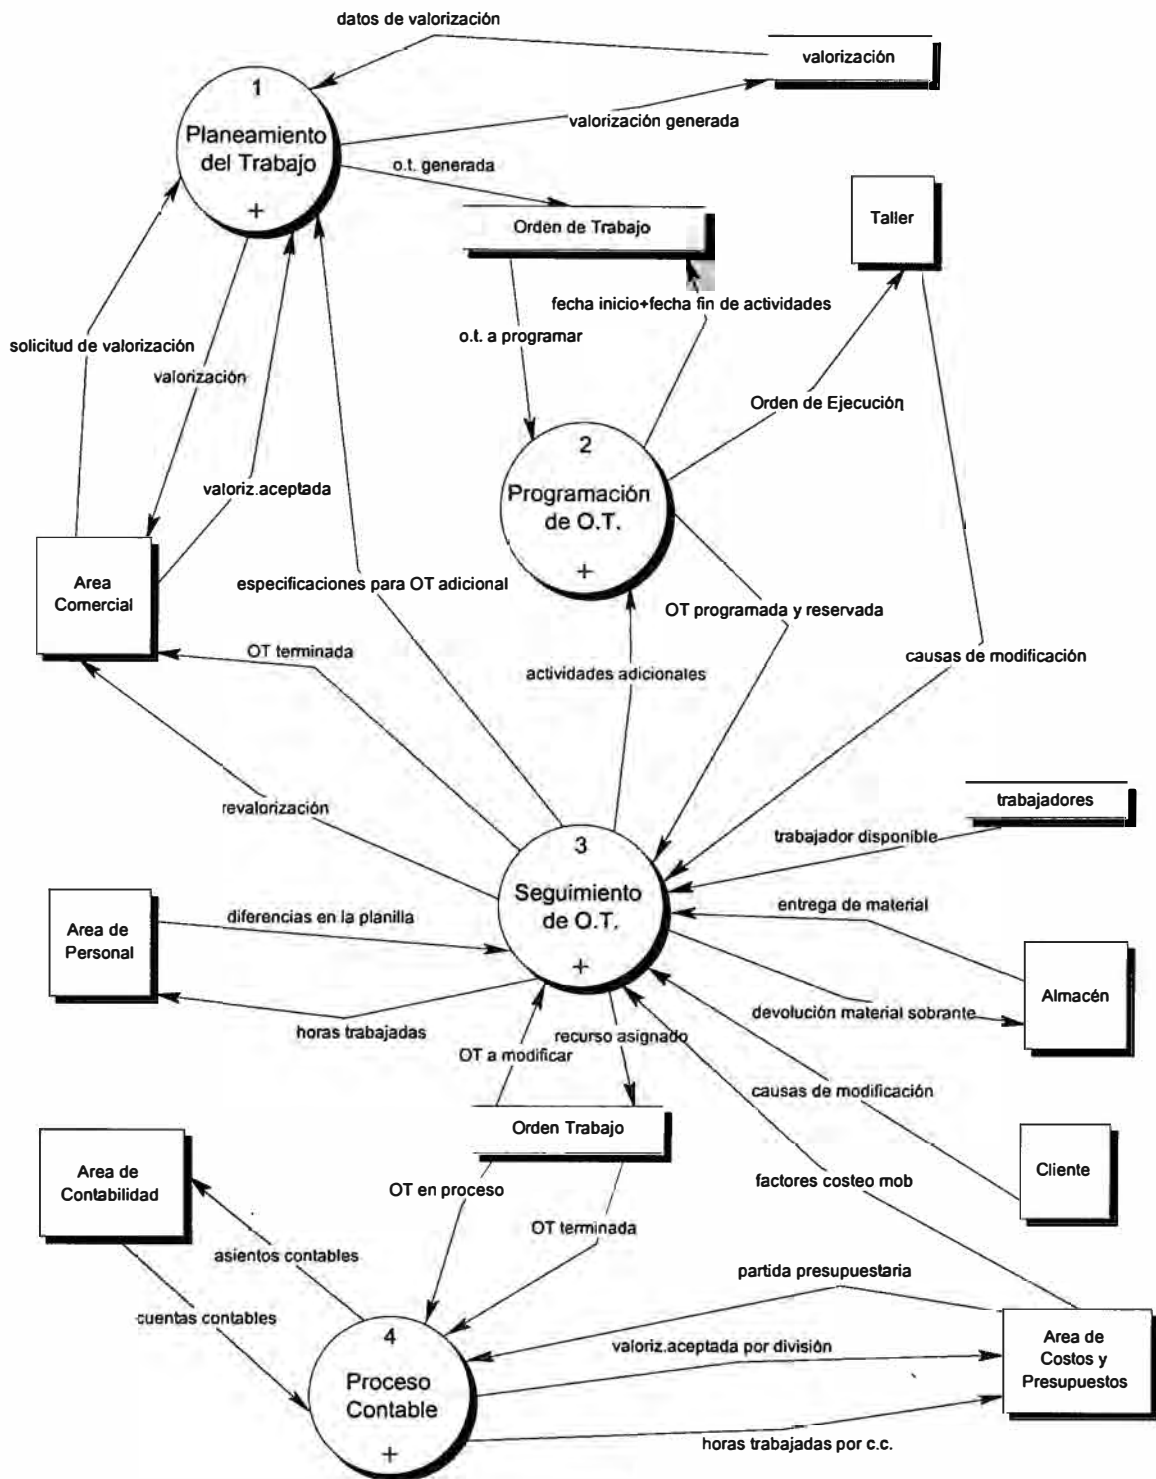 datos de valorización
valorización
1
Planeamiento
del Trabajo
+
valorización generada
o.t. generada
Orden de Trabajo
Taller
fecha inicio+fecha fin de actividades
o.t. a programar
solicitud de valorización
valorización
Orden de Ejecución
2
Programación
de O.T.
+
valoriz.aceptada
Area
Comercial
especificaciones para OT adicional
OT programada y reservada
OT terminada
actividades adicionales
causas de modificación
revalorización
trabajadores
3
Seguimiento
de O.T.
+
trabajador disponible
entrega de material
Area de
Personal
diferencias en la planilla
Almacén
devolución material sobrante
horas trabajadas
recurso asignado
OT a modificar
causas de modificación
Orden Trabajo
Area de
Contabilidad
Cliente
factores costeo mob
OT en proceso
OT terminada
asientos contables
partida presupuestaria
cuentas contables
4
Proceso
Contable
+
valoriz.aceptada por división
Area de
Costos y
Presupuestos
horas trabajadas por c.c.